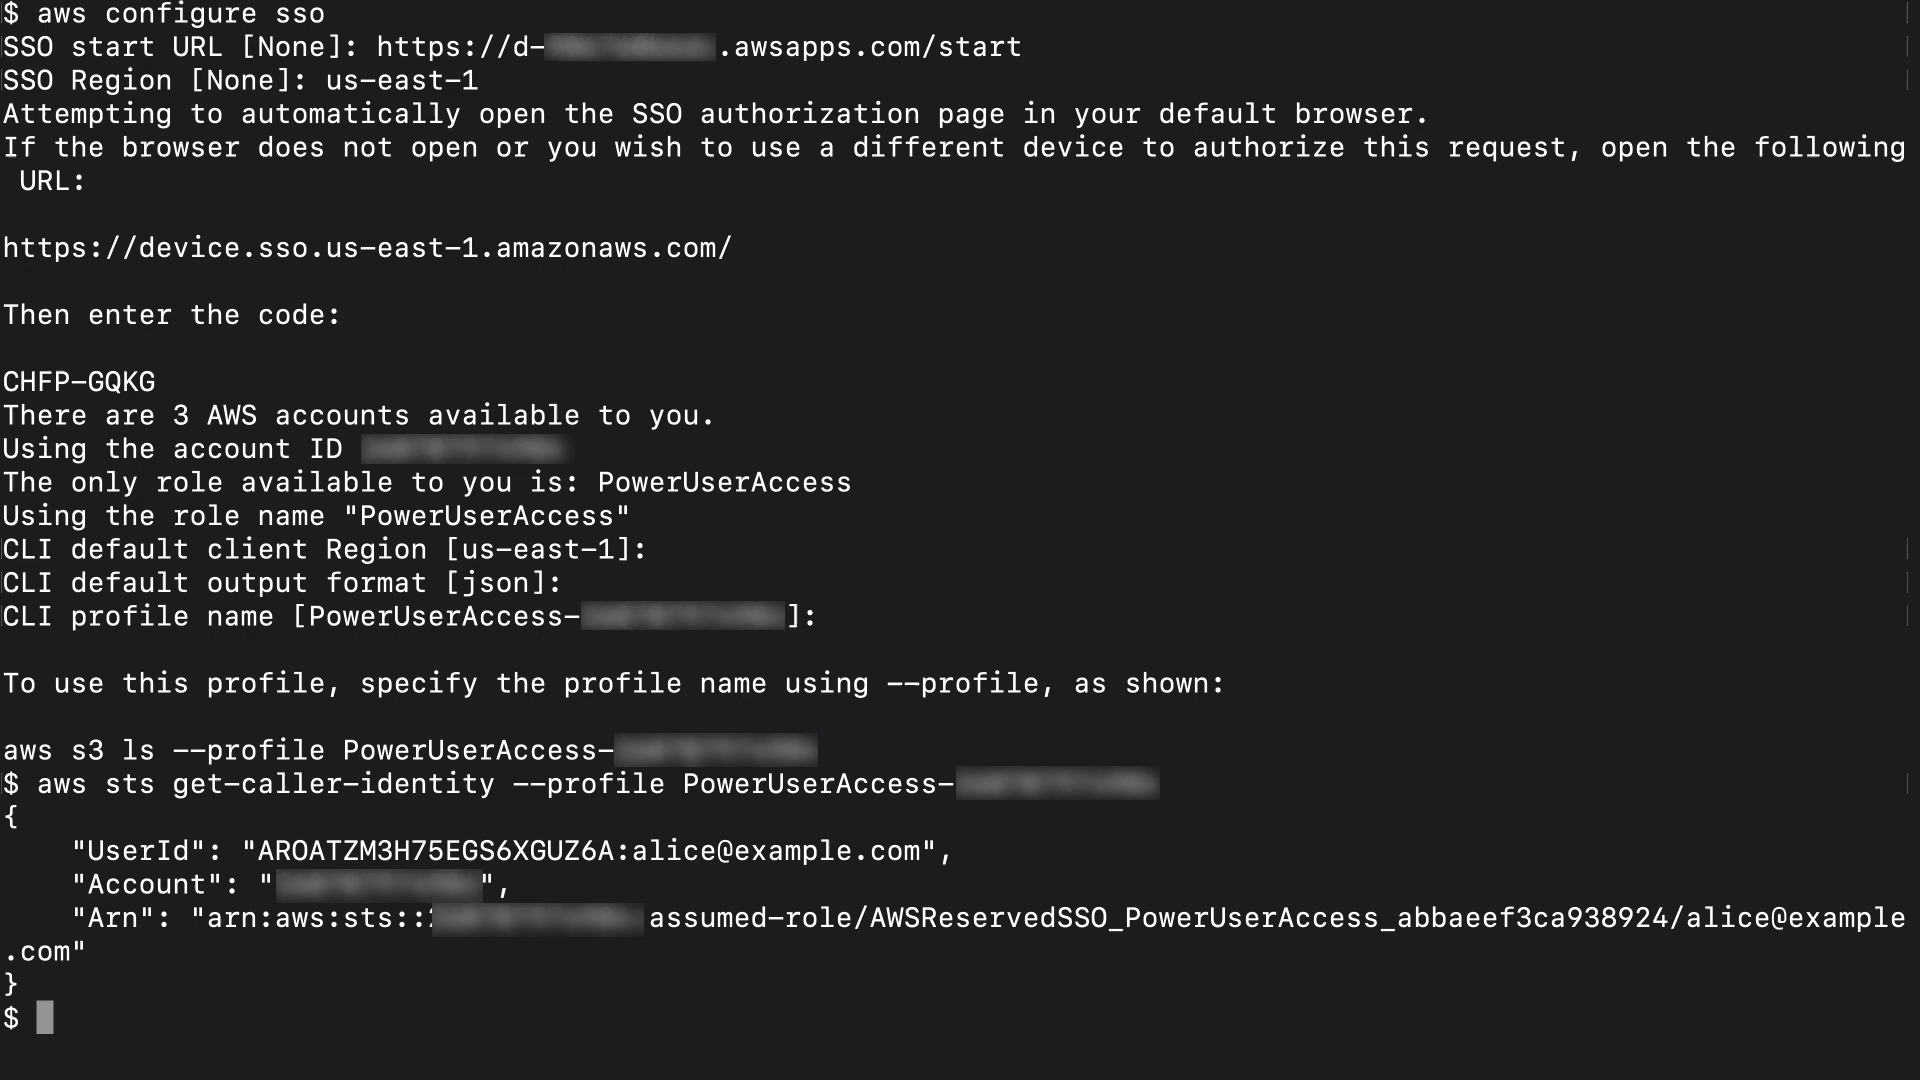 $ aws configure sso
SSO start URL [None]: https://d-.awsapps.com/start
SSO Region [None]: us-east-1
Attempting to automatically open the SSO authorization page in your default browser.
If the browser does not open or you wish to use a different device to authorize this request, open the following
URL:
https://device.sso.us-east-1.amazonaws.com/
Then enter the code:
CHFP-GQKG
There are 3 AWS accounts available to you.
Using the account ID
The only role available to you is: PowerUserAccess
Using the role name "PowerUserAccess"
CLI default client Region [us-east-1]:
CLI default output format [json]:
CLI profile name [PowerUserAccess-]:
To use this profile, specify the profile name using --profile, as shown:
aws s3 ls --profile PowerUserAccess-
$ aws sts get-caller-identity --profile PowerUserAccess-
{
"UserId": "AROATZM3H75EGS6XGUZ6A:alice@example.com",
"Account": "",
"Arn": "arn:aws:sts::assumed-role/AWSReservedSSO_PowerUserAccess_abbaeef3ca938924/alice@example
.com"
}
$